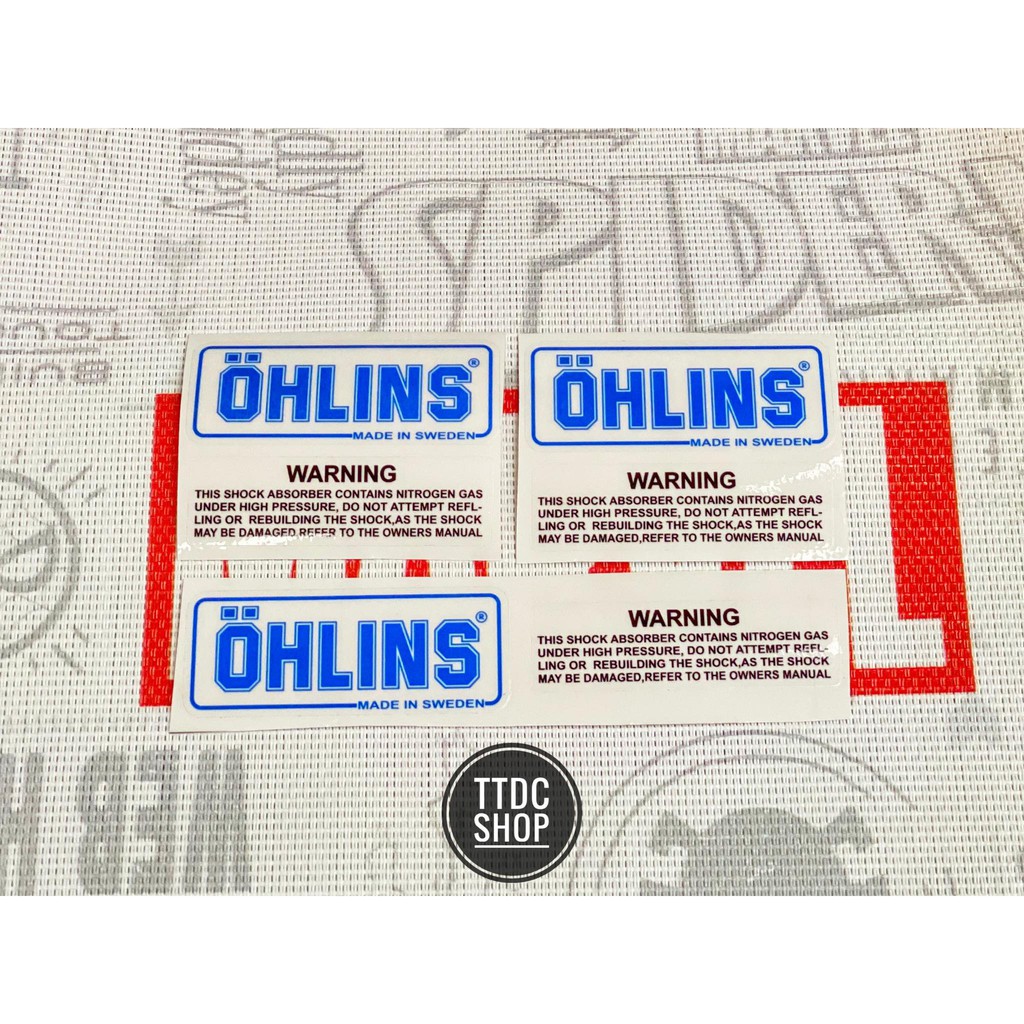 SPIDER
ÖHLINS®
MADE IN SWEDEN
WARNING
THIS SHOCK ABSORBER CONTAINS NITROGEN GAS
UNDER HIGH PRESSURE, DO NOT ATTEMPT REFL-
LING OR REBUILDING THE SHOCK,AS THE SHOCK
MAY BE DAMAGED,REFER TO THE OWNERS MANUAL
ÖHLINS®
MADE IN SWEDEN
WARNING
THIS SHOCK ABSORBER CONTAINS NITROGEN GAS
UNDER HIGH PRESSURE, DO NOT ATTEMPT REFL-
LING OR REBUILDING THE SHOCK,AS THE SHOCK
MAY BE DAMAGED,REFER TO THE OWNERS MANUAL
ÖHLINS®
MADE IN SWEDEN
WARNING
THIS SHOCK ABSORBER CONTAINS NITROGEN GAS
UNDER HIGH PRESSURE, DO NOT ATTEMPT REFL-
LING OR REBUILDING THE SHOCK,AS THE SHOCK
MAY BE DAMAGED,REFER TO THE OWNERS MANUAL
WEB
TTDC
SHOP